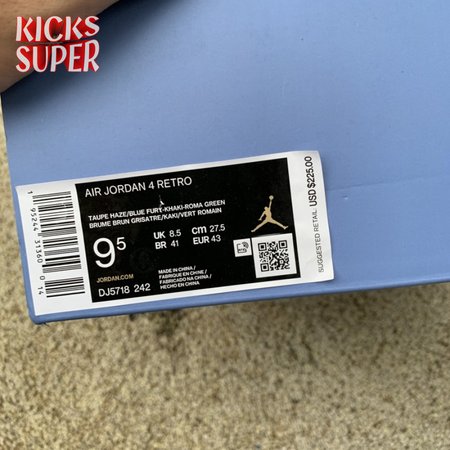 KICKS
SUPER
AIR JORDAN 4 RETRO
TAUPE HAZE/BLUE FURY-KHAKI-ROMA GREEN
BRUME BRUN GRISATRE/KAKI/VERT ROMAIN
9.5
UK 8.5 cm 27.5
BR 41 EUR 43
JORDAN.COM
MADE IN CHINA /
FABRIQUE EN CHINE /
FABRICADO NA CHINA /
HECHO EN CHINA
DJ5718 242
SUGGESTED RETAIL USD $225.00